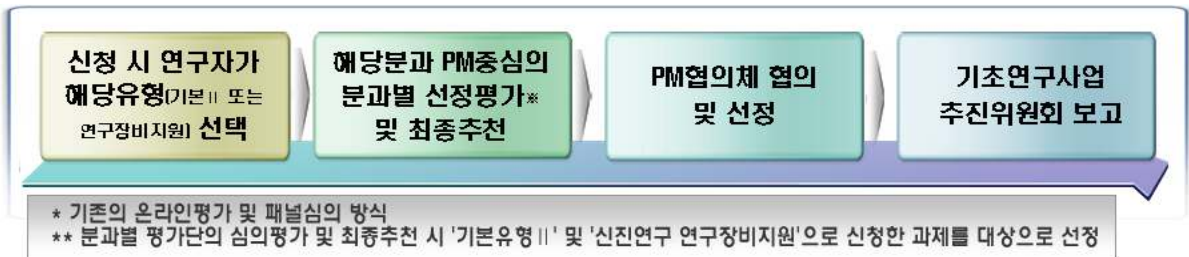 신청 시 연구자가
해당유형(기본Ⅱ 또는
연구장비지원) 선택
해당분과 PM중심의
분과별 선정평가※
및 최종추천
PM협의체 협의
및 선정
기초연구사업
추진위원회 보고
* 기존의 온라인평가 및 패널심의 방식
** 분과별 평가단의 심의평가 및 최종추천 시 '기본유형Ⅱ' 및 '신진연구 연구장비지원'으로 신청한 과제를 대상으로 선정